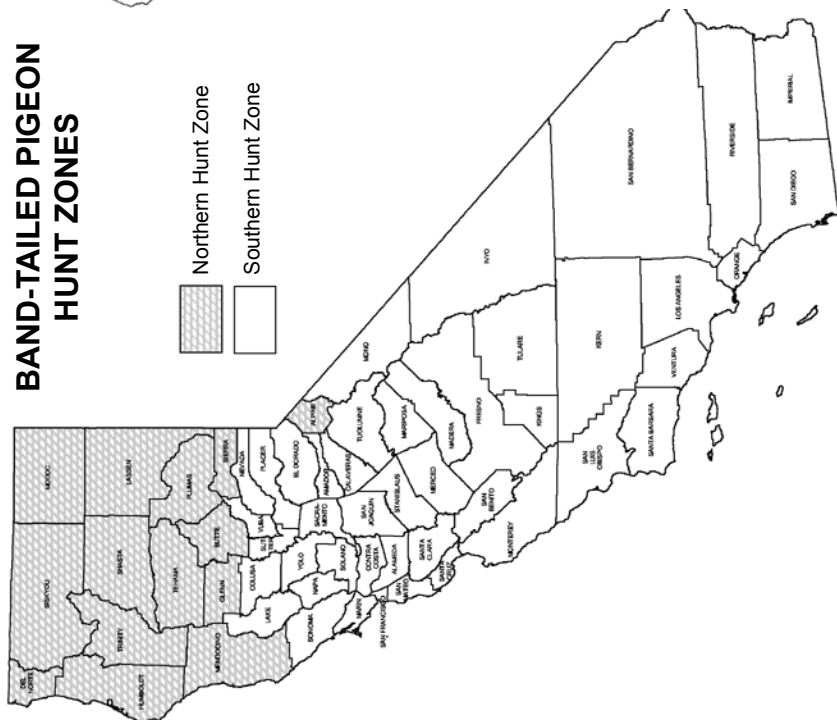 BAND-TAILED PIGEON
HUNT ZONES
Northern Hunt Zone
Southern Hunt Zone
DEL
NORTE
SISKIYOU
MODOC
HUMBOLDT
TRINITY
SHASTA
LASSEN
TEHAMA
PLUMAS
MENDOCINO
GLENN
BUTTE
SIERRA
LAKE
COLUSA
SUT
TER
YUBA
NEVADA
PLACER
SONOMA
NAPA
YOLO
SACRA-
MENTO
EL DORADO
AMADOR
ALPINE
MARIN
SOLANO
CALAVERAS
CONTRA
COSTA
SAN
JOAQUIN
TUOLUMNE
MONO
SAN FRANCISCO
ALAMEDA
SAN
MATEO
STANISLAUS
MARIPOSA
SANTA
CLARA
SANTA
CRUZ
MERCED
MADERA
SAN
BENITO
FRESNO
INYO
MONTEREY
KINGS
TULARE
SAN
LUIS
OBISPO
KERN
SAN BERNARDINO
SANTA BARBARA
VENTURA
LOS ANGELES
ORANGE
RIVERSIDE
SAN DIEGO
IMPERIAL